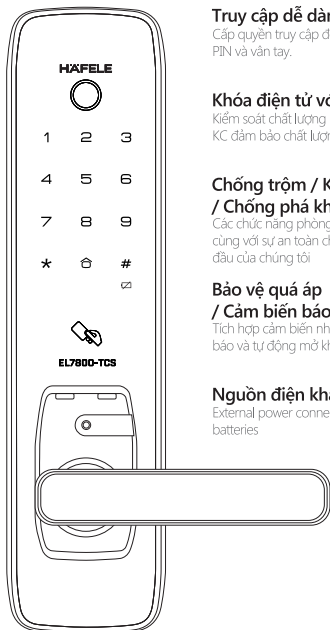 HÄFELE
1 2 3
4 5 6
7 8 9
* #
EL7800-TCS
Truy cập dễ dàn
Cấp quyền truy cập đ
PIN và vân tay.
Khóa điện tử vớ
Kiểm soát chất lượng
KC đảm bảo chất lượn
Chống trộm / K
/ Chống phá kh
Các chức năng phòng
cùng với sự an toàn ch
đầu của chúng tôi
Bảo vệ quá áp
/ Cảm biến báo
Tích hợp cảm biến nh
báo và tự động mở kh
Nguồn điện khẩ
External power conne
batteries